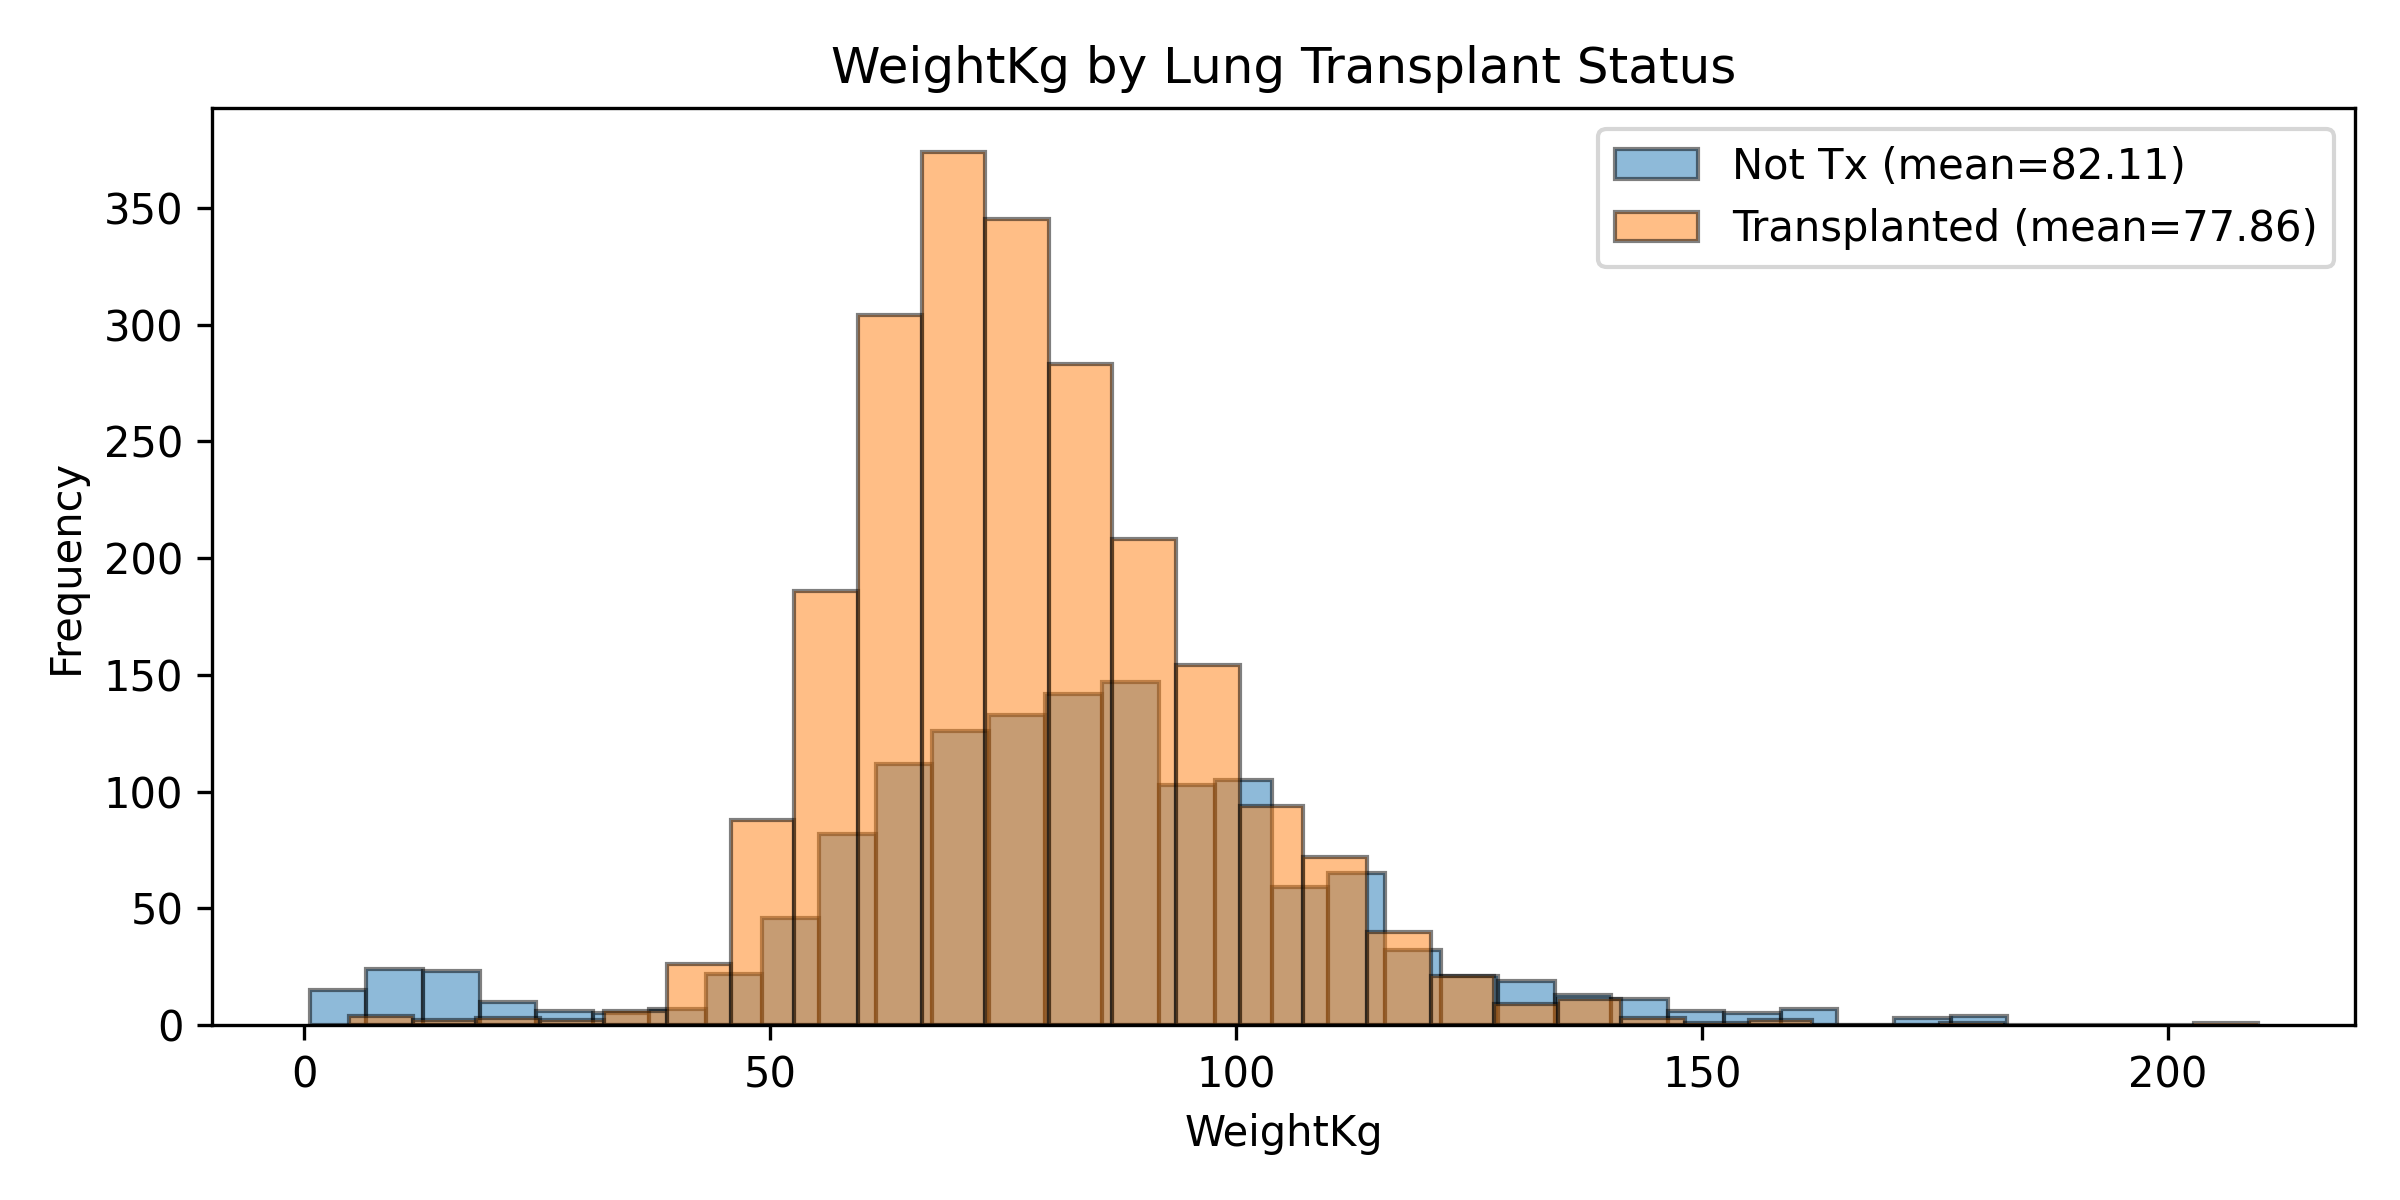 WeightKg by Lung Transplant Status
Not Tx (mean=82.11)
Transplanted (mean=77.86)
Frequency
350
300
250
200
150
100
50
0
0 50 100 150 200
WeightKg